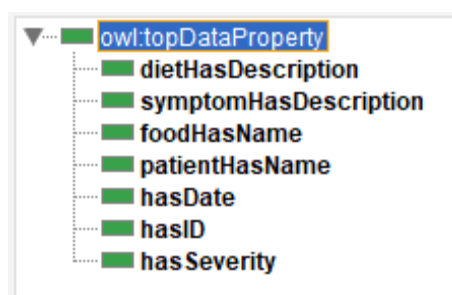 owl:topDataProperty
dietHasDescription
symptomHasDescription
foodHasName
patientHasName
hasDate
hasID
hasSeverity